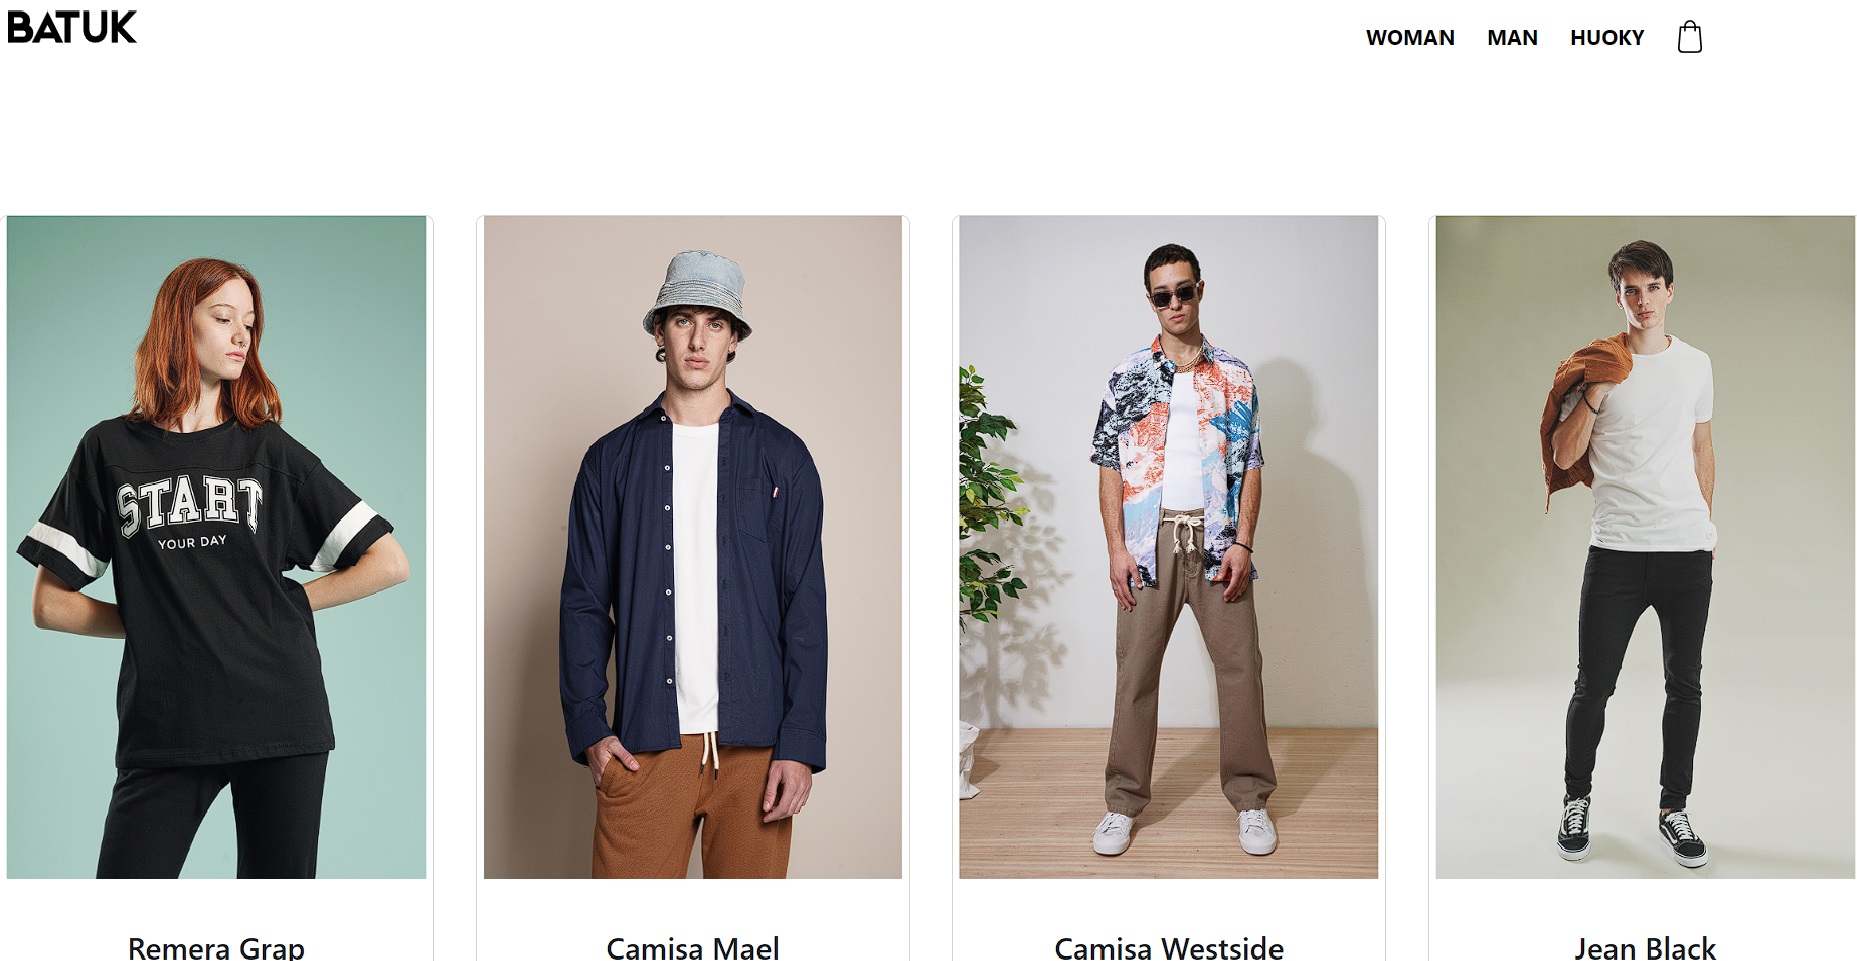 BATUK
WOMAN MAN HUOKY
START
YOUR DAY
Remera Grap
Camisa Mael
Camisa Westside
Jean Black